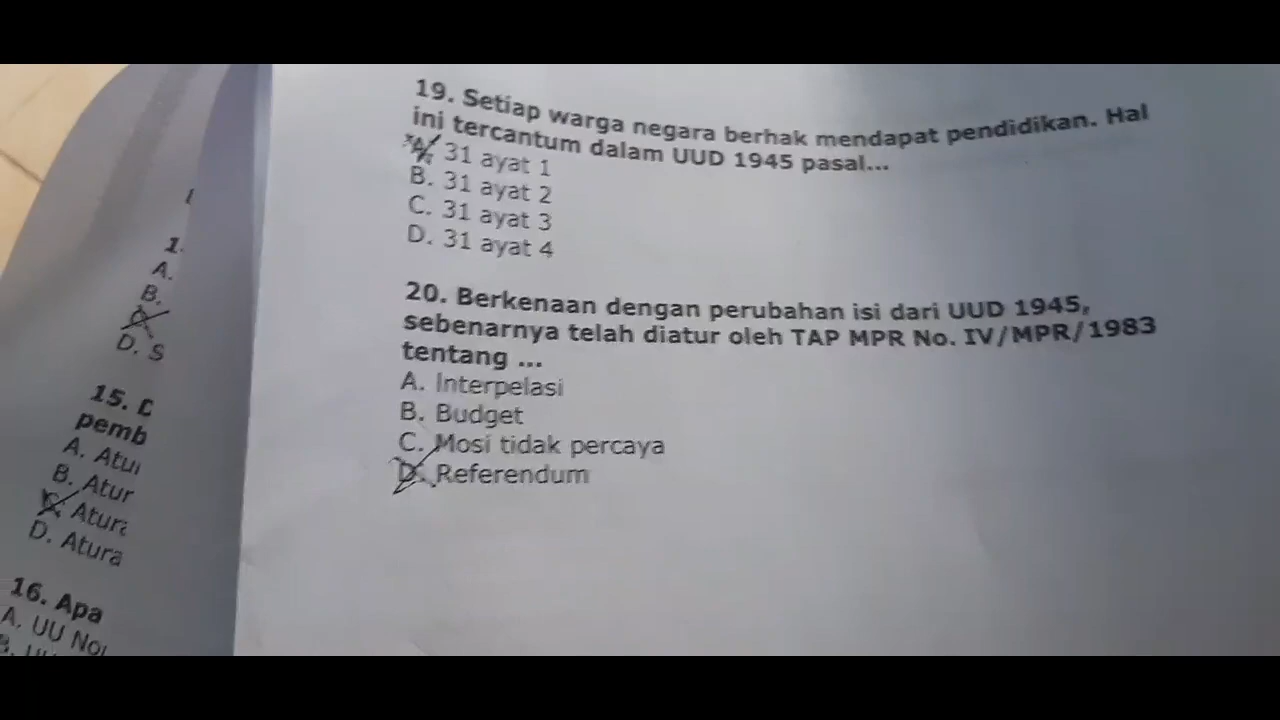 19. Setiap warga negara berhak mendapat pendidikan. Hal
ini tercantum dalam UUD 1945 pasal...
A. 31 ayat 1
B. 31 ayat 2
C. 31 ayat 3
D. 31 ayat 4
20. Berkenaan dengan perubahan isi dari UUD 1945,
sebenarnya telah diatur oleh TAP MPR No. IV/MPR/1983
tentang ...
A. Interpelasi
B. Budget
C. Mosi tidak percaya
D. Referendum
A.
B.
D. S
15.
pemb
A. Atu
B. Atur
C. Atura
D. Atura
16. Apa
A. UU No